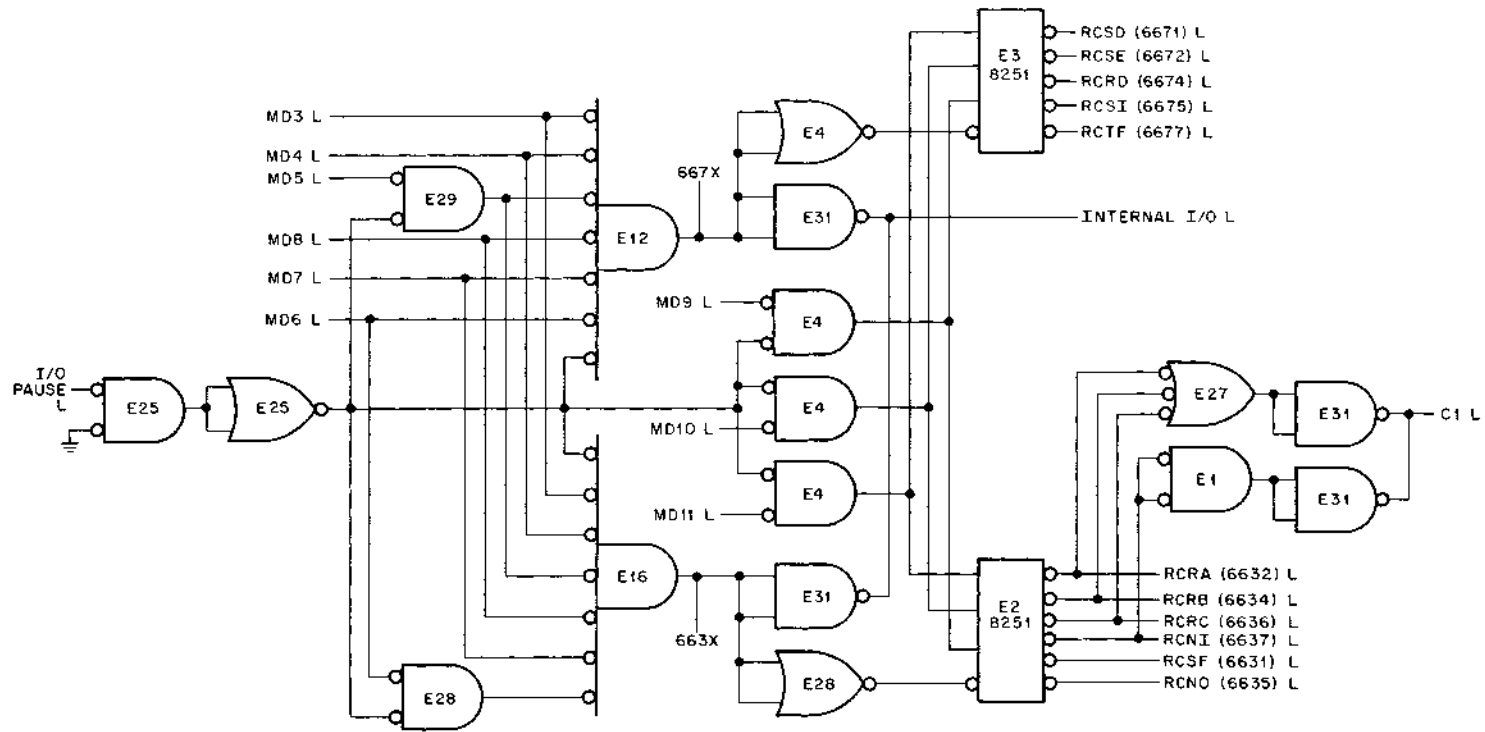 MD3 L
MD4 L
MD5 L
E29
MD8 L
MD7 L
MD6 L
I/O
PAUSE
L
E25
E25
E28
E12
667X
E16
663X
E4
E31
INTERNAL I/O L
MD9 L
E4
E4
MD10 L
E4
MD11 L
E31
E28
E3
8251
RCSD (6671) L
RCSE (6672) L
RCRD (6674) L
RCSI (6675) L
RCTF (6677) L
E27
E31
C1 L
E1
E31
E2
8251
RCRA (6632) L
RCRB (6634) L
RCRC (6636) L
RCNI (6637) L
RCSF (6631) L
RCNO (6635) L